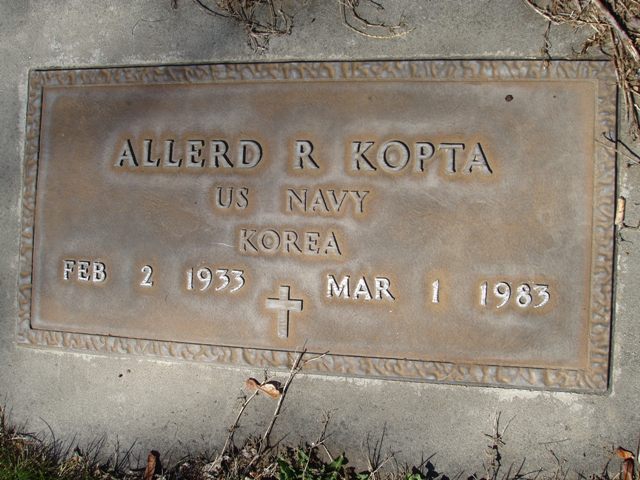 ALLERD R KOPTA
US NAVY
KOREA
FEB 2 1933 MAR 1 1983